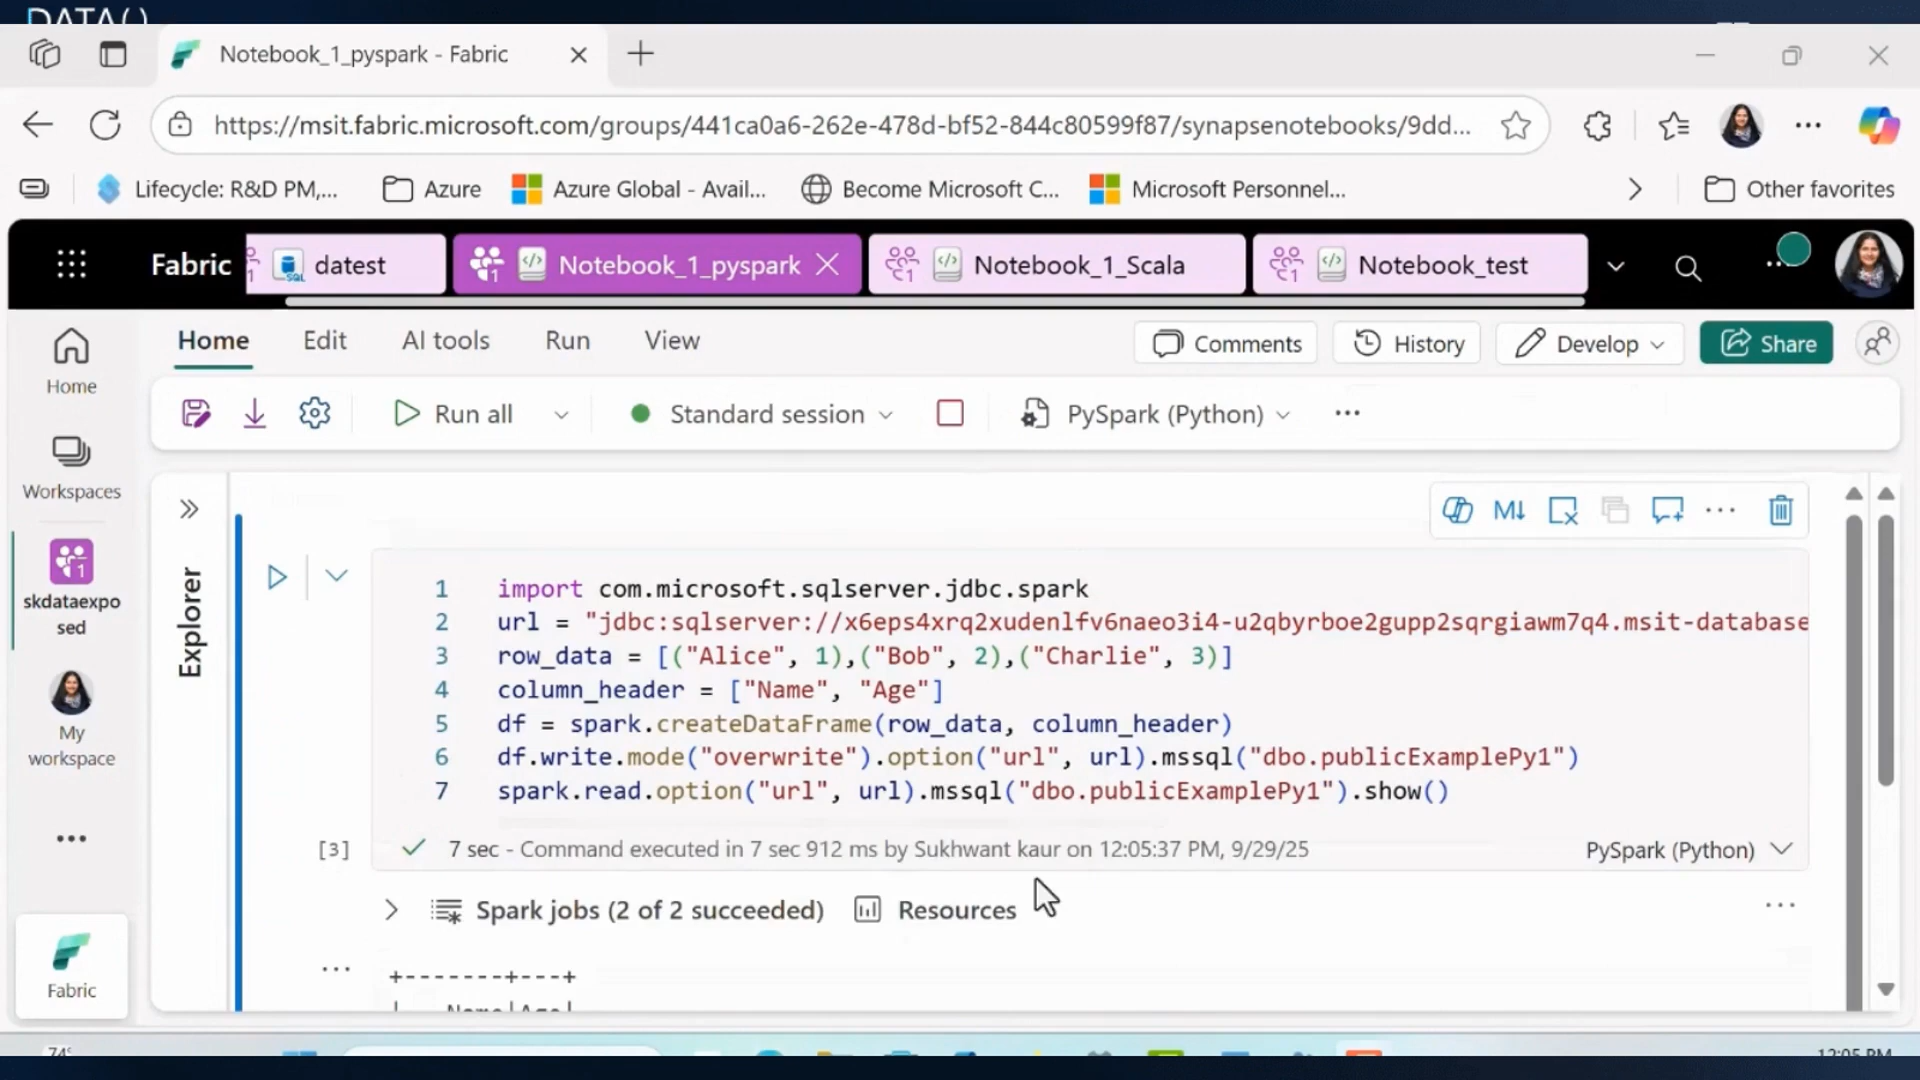 DATA()
Notebook_1_pyspark - Fabric
https://msit.fabric.microsoft.com/groups/441ca0a6-262e-478d-bf52-844c80599f87/synapsenotebooks/9dd...
Lifecycle: R&D PM,...
Azure
Azure Global - Avail...
Become Microsoft C...
Microsoft Personnel...
Other favorites
Fabric
datest
Notebook_1_pyspark
Notebook_1_Scala
Notebook_test
Home
Edit
AI tools
Run
View
Comments
History
Develop
Share
Run all
Standard session
PySpark (Python)
...
Home
Workspaces
skdataexpo
sed
My
workspace
...
Fabric
Explorer
M↓
1 import com.microsoft.sqlserver.jdbc.spark
2 url = "jdbc:sqlserver://x6eps4xrq2xudenlfv6naeo3i4-u2qbyrboe2gupp2sqrgiawm7q4.msit-database
3 row_data = [("Alice", 1),("Bob", 2),("Charlie", 3)]
4 column_header = ["Name", "Age"]
5 df = spark.createDataFrame(row_data, column_header)
6 df.write.mode("overwrite").option("url", url).mssql("dbo.publicExamplePy1")
7 spark.read.option("url", url).mssql("dbo.publicExamplePy1").show()
[3]
7 sec - Command executed in 7 sec 912 ms by Sukhwant kaur on 12:05:37 PM, 9/29/25
PySpark (Python)
Spark jobs (2 of 2 succeeded)
Resources
...
+-------+---+
| Name|Age|
74°
12:05 PM